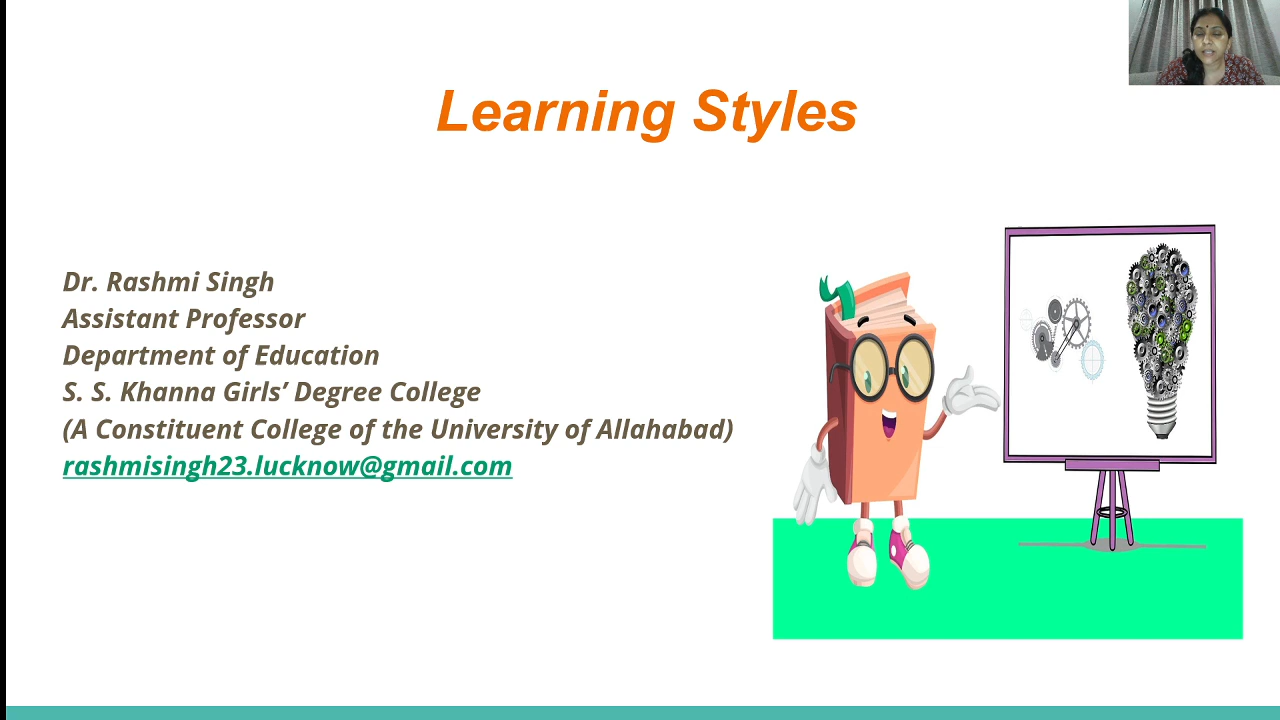 Learning Styles
Dr. Rashmi Singh
Assistant Professor
Department of Education
S. S. Khanna Girls’ Degree College
(A Constituent College of the University of Allahabad)
rashmisingh23.lucknow@gmail.com